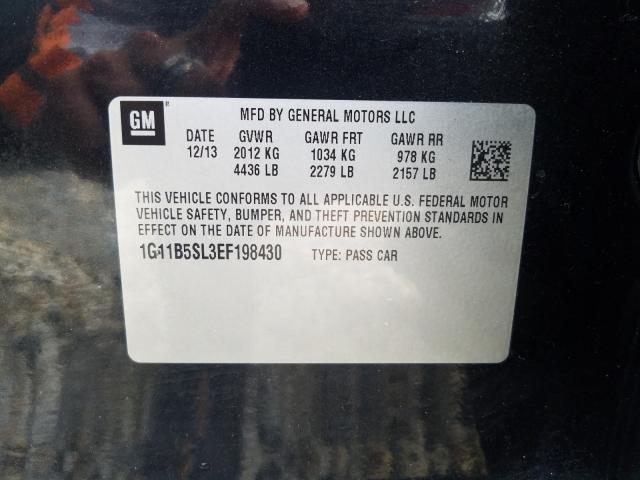 GM ®
MFD BY GENERAL MOTORS LLC
DATE GVWR GAWR FRT GAWR RR
12/13 2012 KG 1034 KG 978 KG
4436 LB 2279 LB 2157 LB
THIS VEHICLE CONFORMS TO ALL APPLICABLE U.S. FEDERAL MOTOR
VEHICLE SAFETY, BUMPER, AND THEFT PREVENTION STANDARDS IN
EFFECT ON THE DATE OF MANUFACTURE SHOWN ABOVE.
1G11B5SL3EF198430 TYPE: PASS CAR